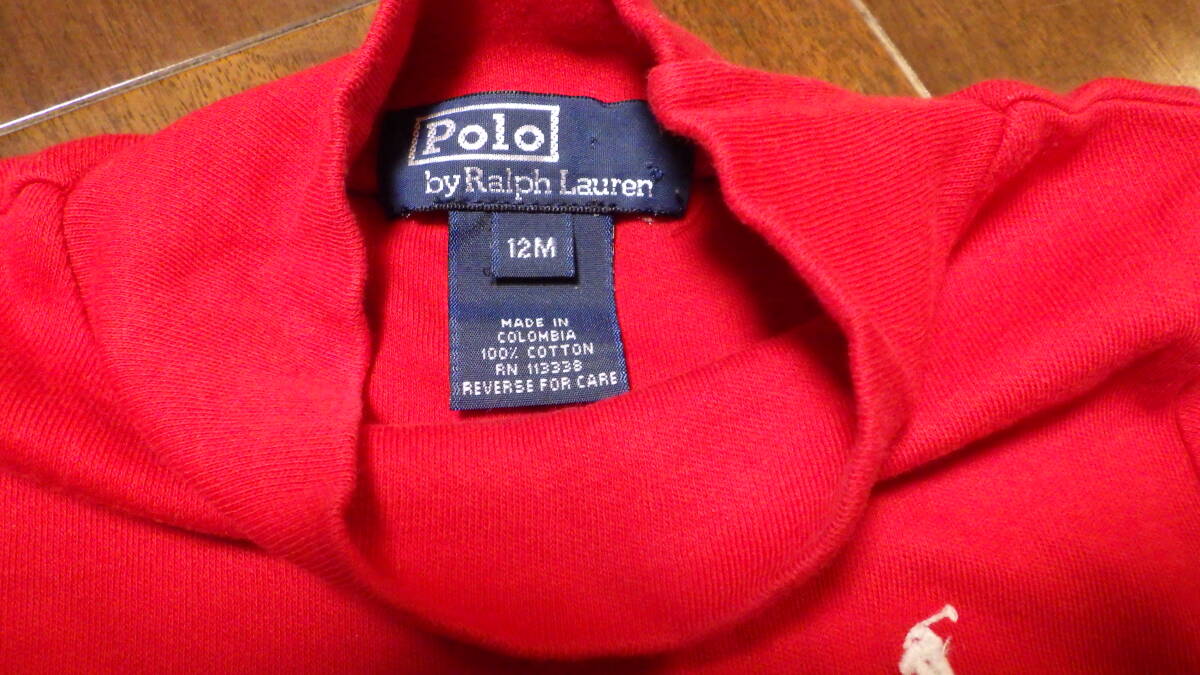 Polo
by Ralph Lauren
12M
MADE IN
COLOMBIA
100% COTTON
RN 113338
REVERSE FOR CARE